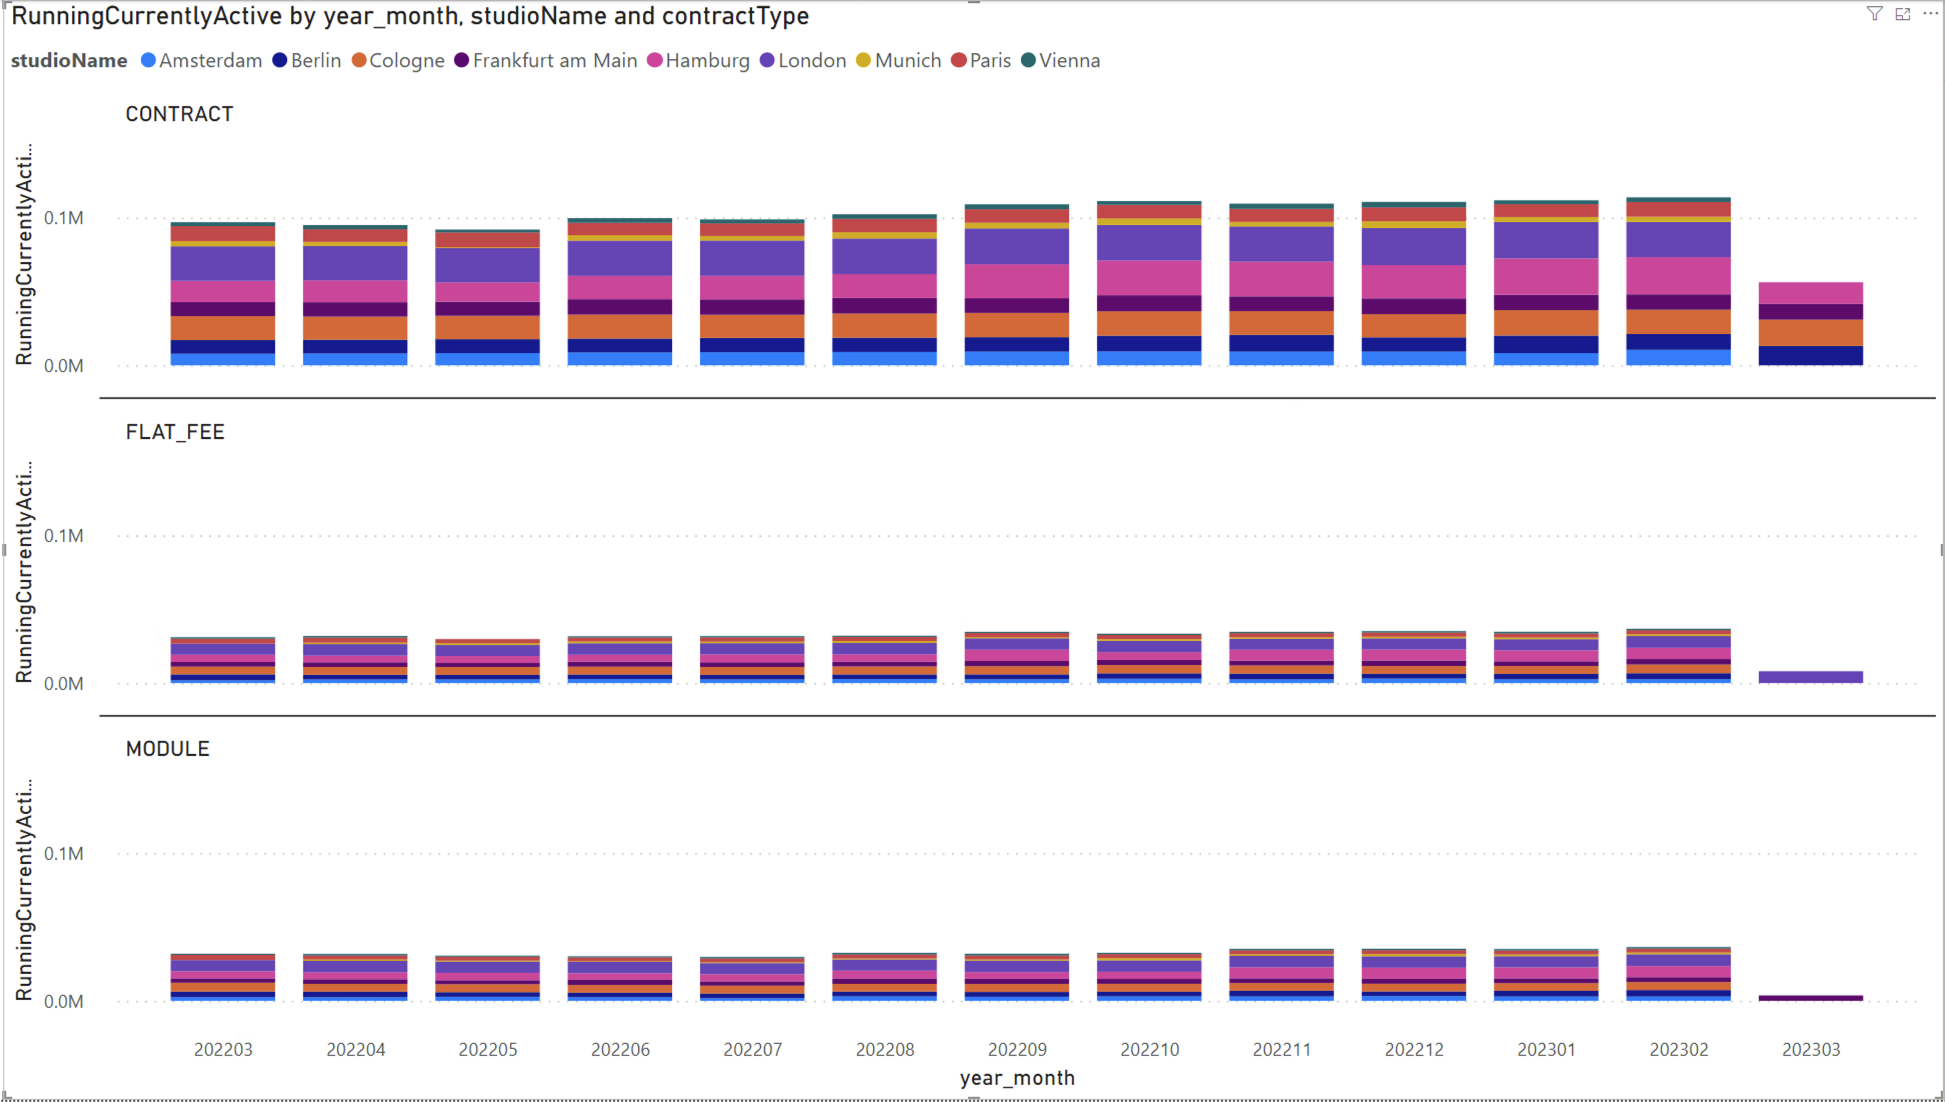 RunningCurrentlyActive by year_month, studioName and contractType
studioName Amsterdam Berlin Cologne Frankfurt am Main Hamburg London Munich Paris Vienna
CONTRACT
RunningCurrentlyActi...
0.1M
0.0M
FLAT_FEE
RunningCurrentlyActi...
0.1M
0.0M
MODULE
RunningCurrentlyActi...
0.1M
0.0M
202203 202204 202205 202206 202207 202208 202209 202210 202211 202212 202301 202302 202303
year_month